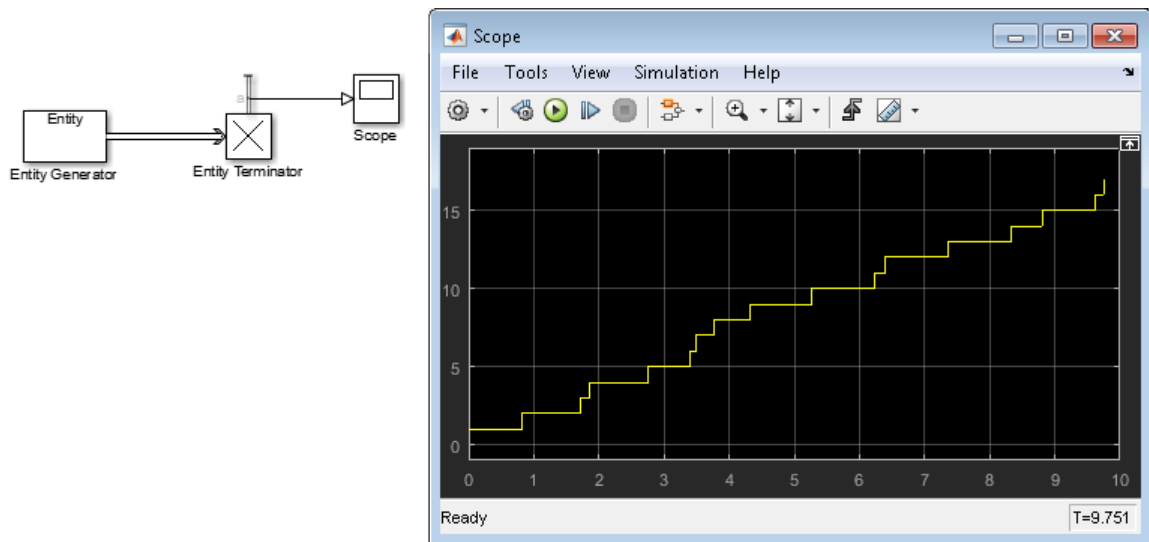 Entity
Entity Generator
a
Entity Terminator
Scope
Scope
File Tools View Simulation Help
15
10
5
0
0 1 2 3 4 5 6 7 8 9 10
Ready T=9.751